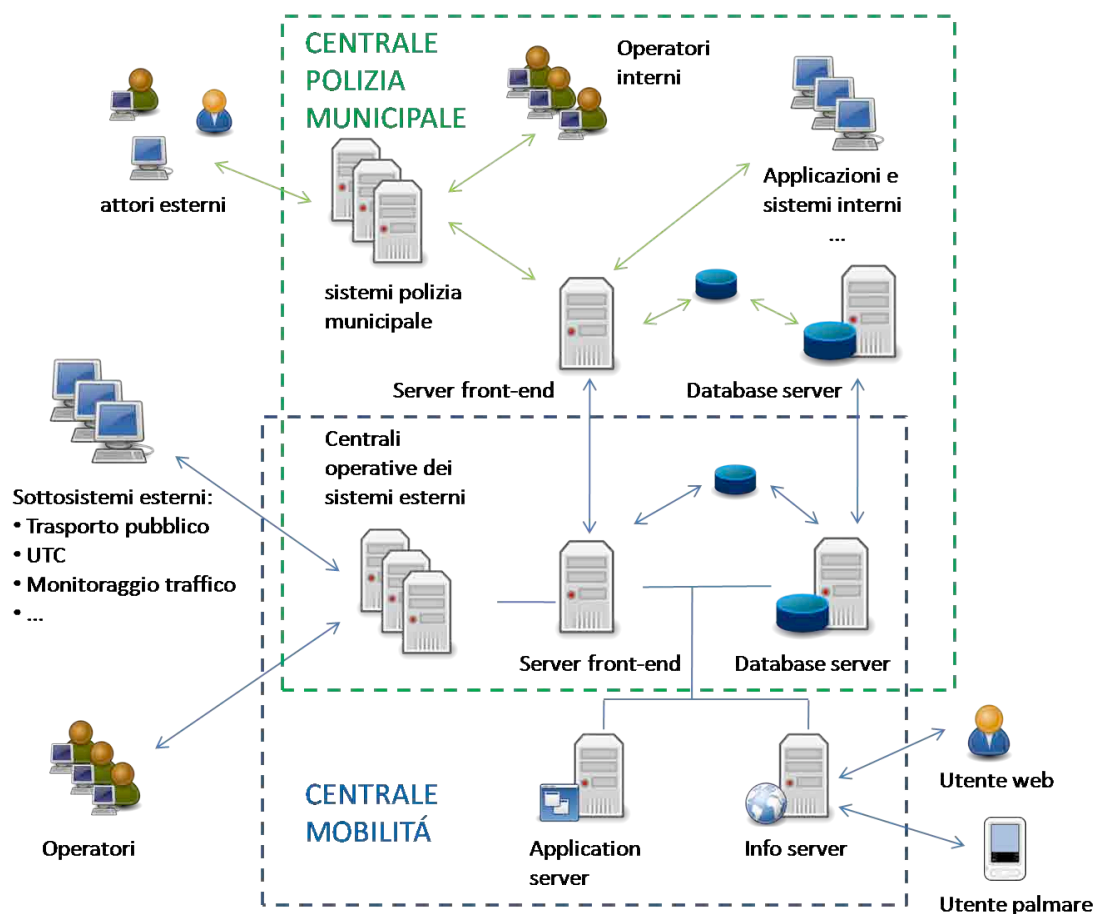 CENTRALE
POLIZIA
MUNICIPALE
Operatori
interni
attori esterni
Applicazioni e
sistemi interni
...
sistemi polizia
municipale
Server front-end
Database server
Centrali
operative dei
sistemi esterni
Sottosistemi esterni:
• Trasporto pubblico
• UTC
• Monitoraggio traffico
• ...
Server front-end
Database server
Operatori
CENTRALE
MOBILITÁ
Application
server
Info server
Utente web
Utente palmare